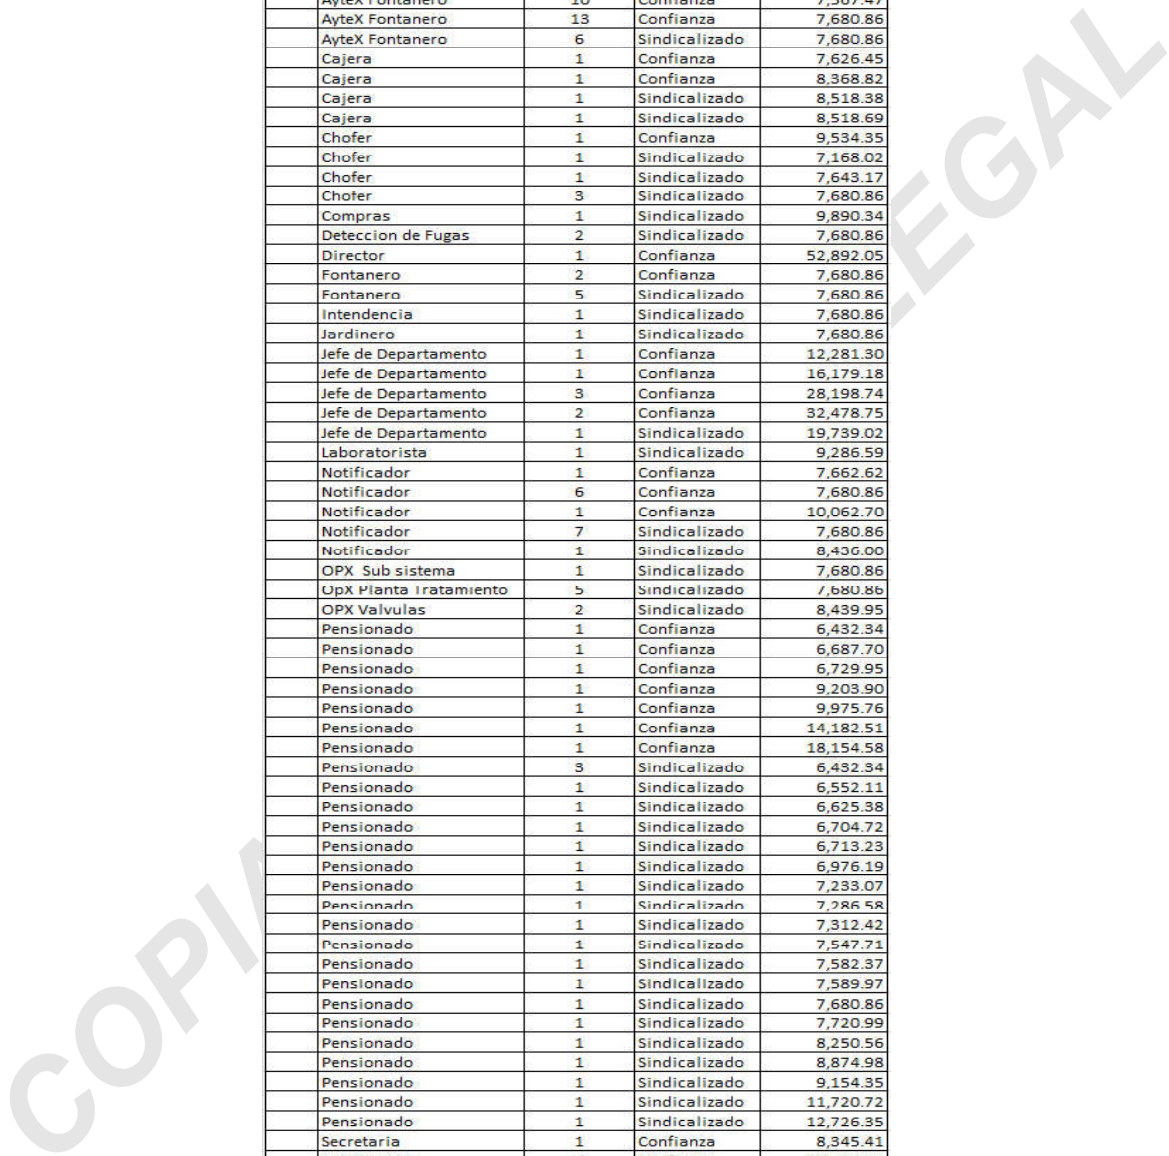 AyteX Fontanero 10 Confianza 7,567.47
AyteX Fontanero 13 Confianza 7,680.86
AyteX Fontanero 6 Sindicalizado 7,680.86
Cajera 1 Confianza 7,626.45
Cajera 1 Confianza 8,368.82
Cajera 1 Sindicalizado 8,518.38
Cajera 1 Sindicalizado 8,518.69
Chofer 1 Confianza 9,534.35
Chofer 1 Sindicalizado 7,168.02
Chofer 1 Sindicalizado 7,643.17
Chofer 3 Sindicalizado 7,680.86
Compras 1 Sindicalizado 9,890.34
Deteccion de Fugas 2 Sindicalizado 7,680.86
Director 1 Confianza 52,892.05
Fontanero 2 Confianza 7,680.86
Fontanero 5 Sindicalizado 7,680.86
Intendencia 1 Sindicalizado 7,680.86
Jardinero 1 Sindicalizado 7,680.86
Jefe de Departamento 1 Confianza 12,281.30
Jefe de Departamento 1 Confianza 16,179.18
Jefe de Departamento 3 Confianza 28,198.74
Jefe de Departamento 2 Confianza 32,478.75
Jefe de Departamento 1 Sindicalizado 19,739.02
Laboratorista 1 Sindicalizado 9,286.59
Notificador 1 Confianza 7,662.62
Notificador 6 Confianza 7,680.86
Notificador 1 Confianza 10,062.70
Notificador 7 Sindicalizado 7,680.86
Notificador 1 Sindicalizado 8,436.00
OPX Sub sistema 1 Sindicalizado 7,680.86
OpX Planta Tratamiento 5 Sindicalizado 7,680.86
OPX Valvulas 2 Sindicalizado 8,439.95
Pensionado 1 Confianza 6,432.34
Pensionado 1 Confianza 6,687.70
Pensionado 1 Confianza 6,729.95
Pensionado 1 Confianza 9,203.90
Pensionado 1 Confianza 9,975.76
Pensionado 1 Confianza 14,182.51
Pensionado 1 Confianza 18,154.58
Pensionado 3 Sindicalizado 6,432.34
Pensionado 1 Sindicalizado 6,552.11
Pensionado 1 Sindicalizado 6,625.38
Pensionado 1 Sindicalizado 6,704.72
Pensionado 1 Sindicalizado 6,713.23
Pensionado 1 Sindicalizado 6,976.19
Pensionado 1 Sindicalizado 7,233.07
Pensionado 1 Sindicalizado 7,286.58
Pensionado 1 Sindicalizado 7,312.42
Pensionado 1 Sindicalizado 7,547.71
Pensionado 1 Sindicalizado 7,582.37
Pensionado 1 Sindicalizado 7,589.97
Pensionado 1 Sindicalizado 7,680.86
Pensionado 1 Sindicalizado 7,720.99
Pensionado 1 Sindicalizado 8,250.56
Pensionado 1 Sindicalizado 8,874.98
Pensionado 1 Sindicalizado 9,154.35
Pensionado 1 Sindicalizado 11,720.72
Pensionado 1 Sindicalizado 12,726.35
Secretaria 1 Confianza 8,345.41
COPIA
LEGAL